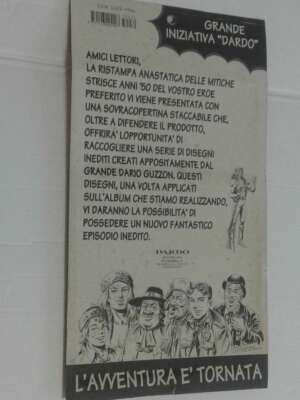 GRANDE
INIZIATIVA "DARDO"
AMICI LETTORI,
LA RISTAMPA ANASTATICA DELLE MITICHE
STRISCE ANNI '50 DEL VOSTRO EROE
PREFERITO VI VIENE PRESENTATA CON
UNA SOVRACOPERTINA STACCABILE CHE,
OLTRE A DIFENDERE IL PRODOTTO,
OFFRIRA' L'OPPORTUNITA' DI
RACCOGLIERE UNA SERIE DI DISEGNI
INEDITI CREATI APPOSITAMENTE DAL
GRANDE DARIO GUZZON. QUESTI
DISEGNI, UNA VOLTA APPLICATI
SULL'ALBUM CHE STIAMO REALIZZANDO,
VI DARANNO LA POSSIBILITA' DI
POSSEDERE UN NUOVO FANTASTICO
EPISODIO INEDITO.
DARDO
L'AVVENTURA E' TORNATA